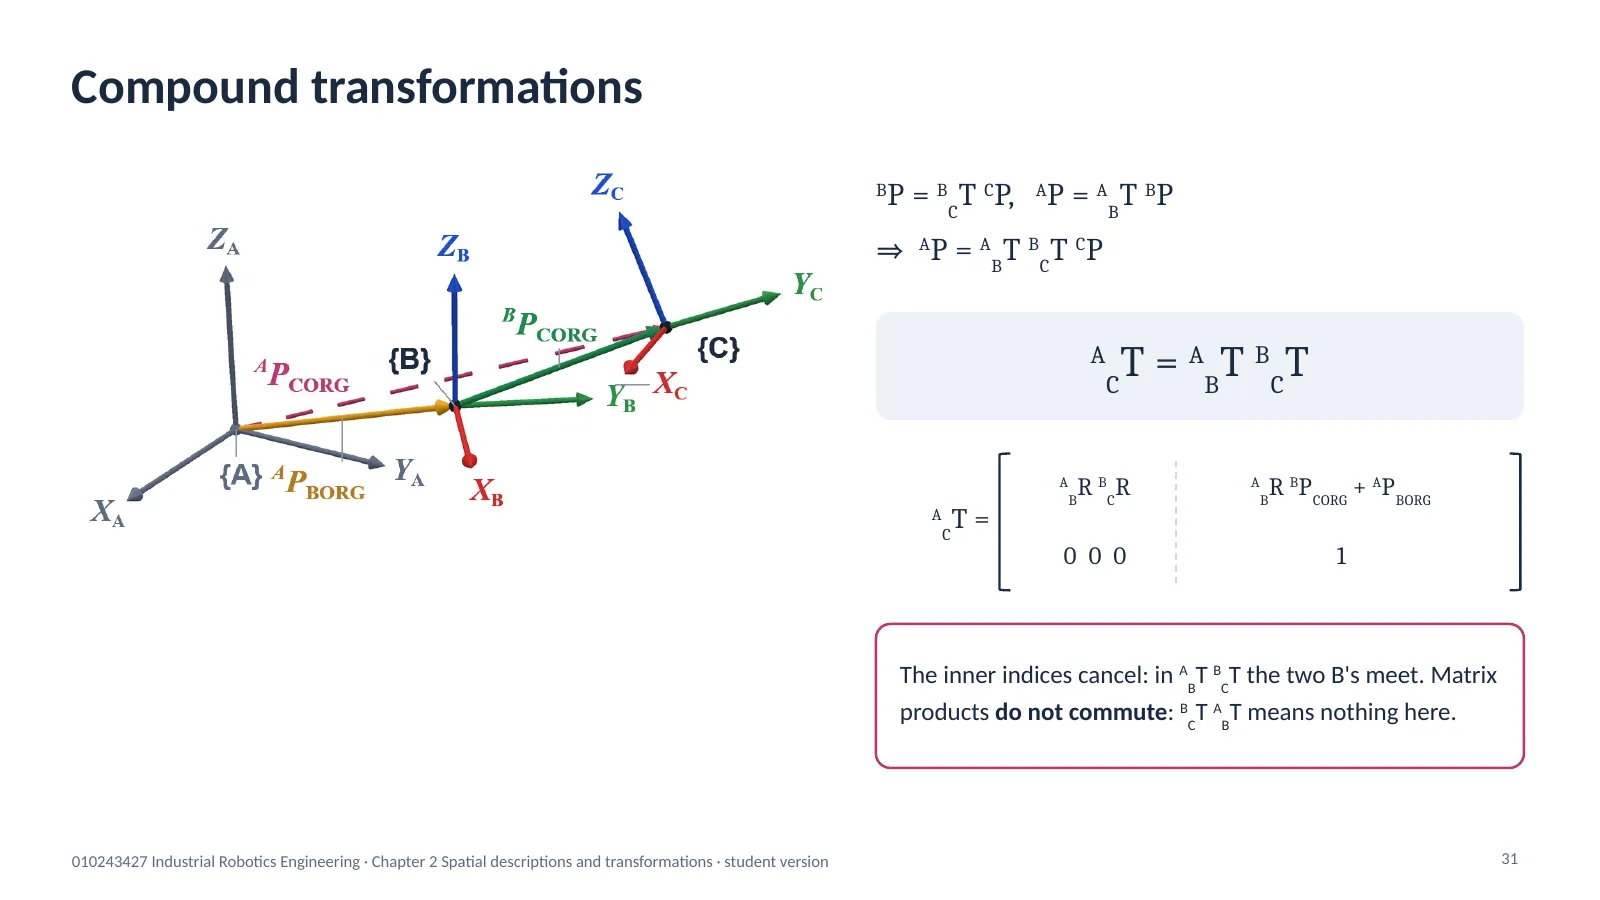 Compound transformations
Z_A
X_A
Y_A
{A}
^A P_CORG
^A P_BORG
{B}
Z_B
X_B
Y_B
^B P_CORG
{C}
Z_C
Y_C
X_C
^B P = ^B_C T ^C P, ^A P = ^A_B T ^B P
⇒ ^A P = ^A_B T ^B_C T ^C P
^A_C T = ^A_B T ^B_C T
^A_C T = [ ^A_B R ^B_C R ^A_B R ^B P_CORG + ^A P_BORG
0 0 0 1 ]
The inner indices cancel: in ^A_B T ^B_C T the two B's meet. Matrix
products do not commute: ^B_C T ^A_B T means nothing here.
010243427 Industrial Robotics Engineering · Chapter 2 Spatial descriptions and transformations · student version
31